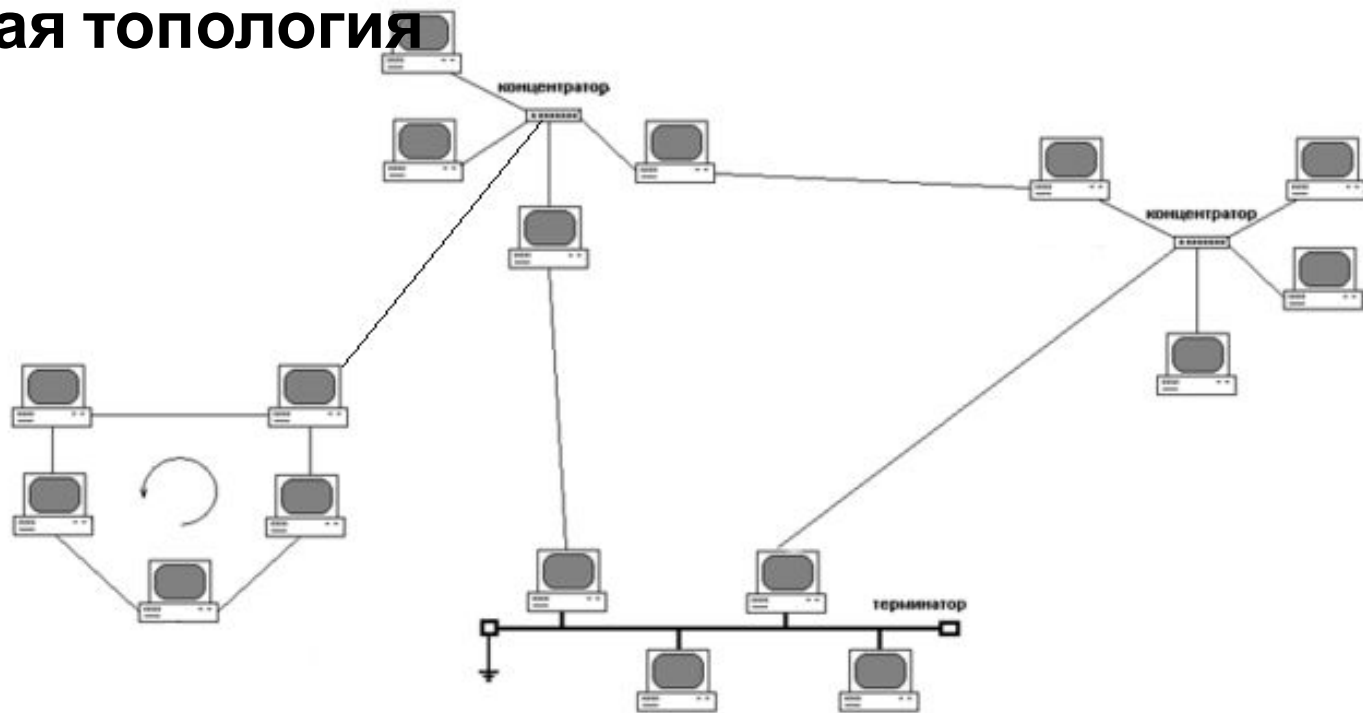 ая топология
концентратор
концентратор
терминатор